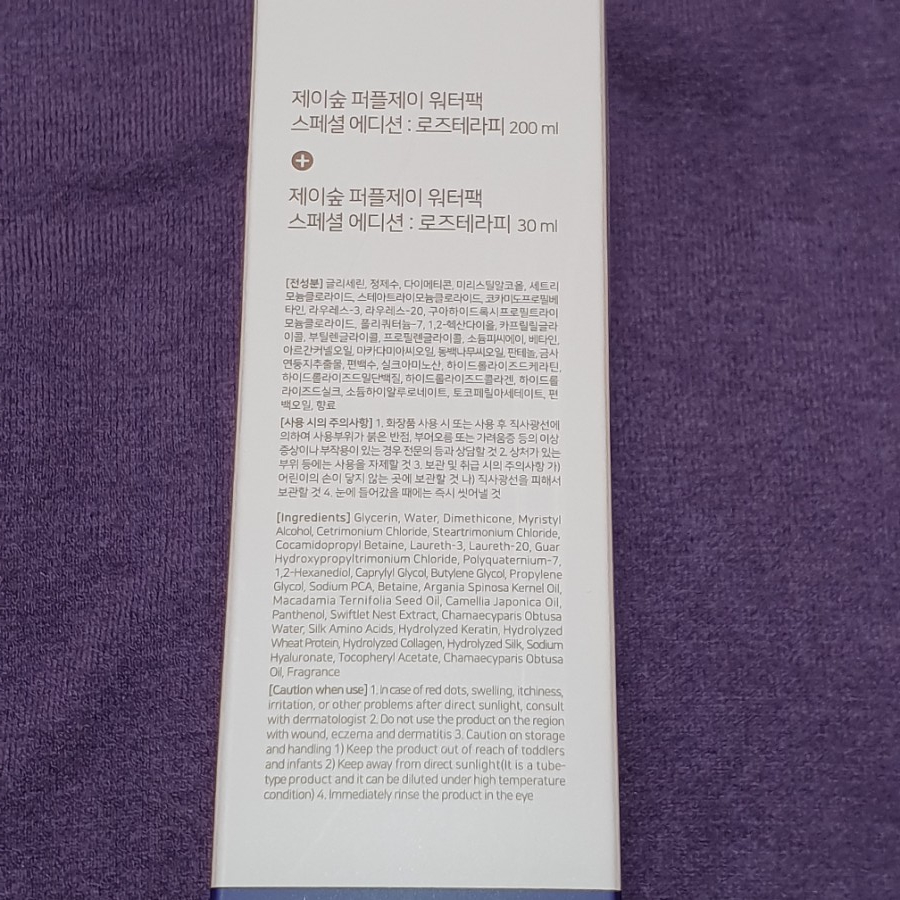 제이숲 퍼플제이 워터팩
스페셜 에디션 : 로즈테라피 200 ml
+
제이숲 퍼플제이 워터팩
스페셜 에디션 : 로즈테라피 30 ml
[전성분] 글리세린, 정제수, 다이메티콘, 미리스틸알코올, 세트리
모늄클로라이드, 스테아트라이모늄클로라이드, 코카미도프로필베
타인, 라우레스-3, 라우레스-20, 구아하이드록시프로필트라이
모늄클로라이드, 폴리쿼터늄-7, 1,2-헥산다이올, 카프릴릴글라
이콜, 부틸렌글라이콜, 프로필렌글라이콜, 소듐피씨에이, 베타인,
아르간커넬오일, 마카다미아씨오일, 동백나무씨오일, 판테놀, 금사
연둥지추출물, 편백수, 실크아미노산, 하이드롤라이즈드케라틴,
하이드롤라이즈드밀단백질, 하이드롤라이즈드콜라겐, 하이드롤
라이즈드실크, 소듐하이알루로네이트, 토코페릴아세테이트, 편
백오일, 향료
[사용 시의 주의사항] 1. 화장품 사용 시 또는 사용 후 직사광선에
의하여 사용부위가 붉은 반점, 부어오름 또는 가려움증 등의 이상
증상이나 부작용이 있는 경우 전문의 등과 상담할 것 2. 상처가 있는
부위 등에는 사용을 자제할 것 3. 보관 및 취급 시의 주의사항 가)
어린이의 손이 닿지 않는 곳에 보관할 것 나) 직사광선을 피해서
보관할 것 4. 눈에 들어갔을 때에는 즉시 씻어낼 것
[Ingredients] Glycerin, Water, Dimethicone, Myristyl
Alcohol, Cetrimonium Chloride, Steartrimonium Chloride,
Cocamidopropyl Betaine, Laureth-3, Laureth-20, Guar
Hydroxypropyltrimonium Chloride, Polyquaternium-7,
1,2-Hexanediol, Caprylyl Glycol, Butylene Glycol, Propylene
Glycol, Sodium PCA, Betaine, Argania Spinosa Kernel Oil,
Macadamia Ternifolia Seed Oil, Camellia Japonica Oil,
Panthenol, Swiftlet Nest Extract, Chamaecyparis Obtusa
Water, Silk Amino Acids, Hydrolyzed Keratin, Hydrolyzed
Wheat Protein, Hydrolyzed Collagen, Hydrolyzed Silk, Sodium
Hyaluronate, Tocopheryl Acetate, Chamaecyparis Obtusa
Oil, Fragrance
[Caution when use] 1. In case of red dots, swelling, itchiness,
irritation, or other problems after direct sunlight, consult
with dermatologist 2. Do not use the product on the region
with wound, eczema and dermatitis 3. Caution on storage
and handling 1) Keep the product out of reach of toddlers
and infants 2) Keep away from direct sunlight(It is a tube-
type product and it can be diluted under high temperature
condition) 4. Immediately rinse the product in the eye